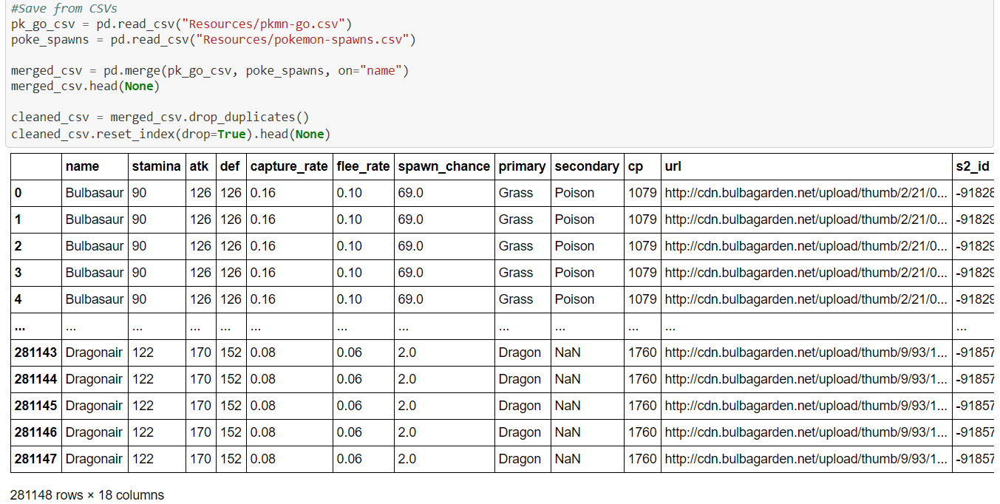 #Save from CSVs
pk_go_csv = pd.read_csv("Resources/pkmn-go.csv")
poke_spawns = pd.read_csv("Resources/pokemon-spawns.csv")
merged_csv = pd.merge(pk_go_csv, poke_spawns, on="name")
merged_csv.head(None)
cleaned_csv = merged_csv.drop_duplicates()
cleaned_csv.reset_index(drop=True).head(None)
name stamina atk def capture_rate flee_rate spawn_chance primary secondary cp url s2_id
0 Bulbasaur 90 126 126 0.16 0.10 69.0 Grass Poison 1079 http://cdn.bulbagarden.net/upload/thumb/2/21/0... -91828
1 Bulbasaur 90 126 126 0.16 0.10 69.0 Grass Poison 1079 http://cdn.bulbagarden.net/upload/thumb/2/21/0... -91829
2 Bulbasaur 90 126 126 0.16 0.10 69.0 Grass Poison 1079 http://cdn.bulbagarden.net/upload/thumb/2/21/0... -91829
3 Bulbasaur 90 126 126 0.16 0.10 69.0 Grass Poison 1079 http://cdn.bulbagarden.net/upload/thumb/2/21/0... -91829
4 Bulbasaur 90 126 126 0.16 0.10 69.0 Grass Poison 1079 http://cdn.bulbagarden.net/upload/thumb/2/21/0... -91829
... ... ... ... ... ... ... ... ... ... ... ... ...
281143 Dragonair 122 170 152 0.08 0.06 2.0 Dragon NaN 1760 http://cdn.bulbagarden.net/upload/thumb/9/93/1... -91857
281144 Dragonair 122 170 152 0.08 0.06 2.0 Dragon NaN 1760 http://cdn.bulbagarden.net/upload/thumb/9/93/1... -91857
281145 Dragonair 122 170 152 0.08 0.06 2.0 Dragon NaN 1760 http://cdn.bulbagarden.net/upload/thumb/9/93/1... -91857
281146 Dragonair 122 170 152 0.08 0.06 2.0 Dragon NaN 1760 http://cdn.bulbagarden.net/upload/thumb/9/93/1... -91857
281147 Dragonair 122 170 152 0.08 0.06 2.0 Dragon NaN 1760 http://cdn.bulbagarden.net/upload/thumb/9/93/1... -91857
281148 rows × 18 columns